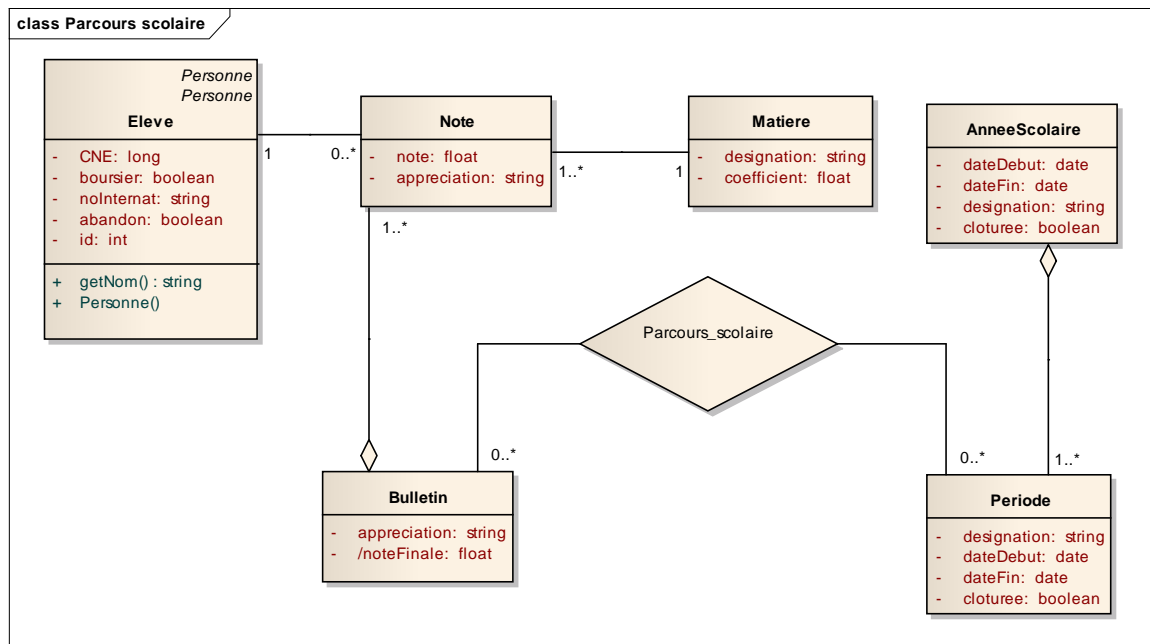 class Parcours scolaire
Personne
Personne
Eleve
- CNE: long
- boursier: boolean
- noInternat: string
- abandon: boolean
- id: int
+ getNom() : string
+ Personne()
1
0..*
Note
- note: float
- appreciation: string
1..*
1
Matiere
- designation: string
- coefficient: float
AnneeScolaire
- dateDebut: date
- dateFin: date
- designation: string
- cloturee: boolean
1..*
Parcours_scolaire
0..*
0..*
1..*
Bulletin
- appreciation: string
- /noteFinale: float
Periode
- designation: string
- dateDebut: date
- dateFin: date
- cloturee: boolean